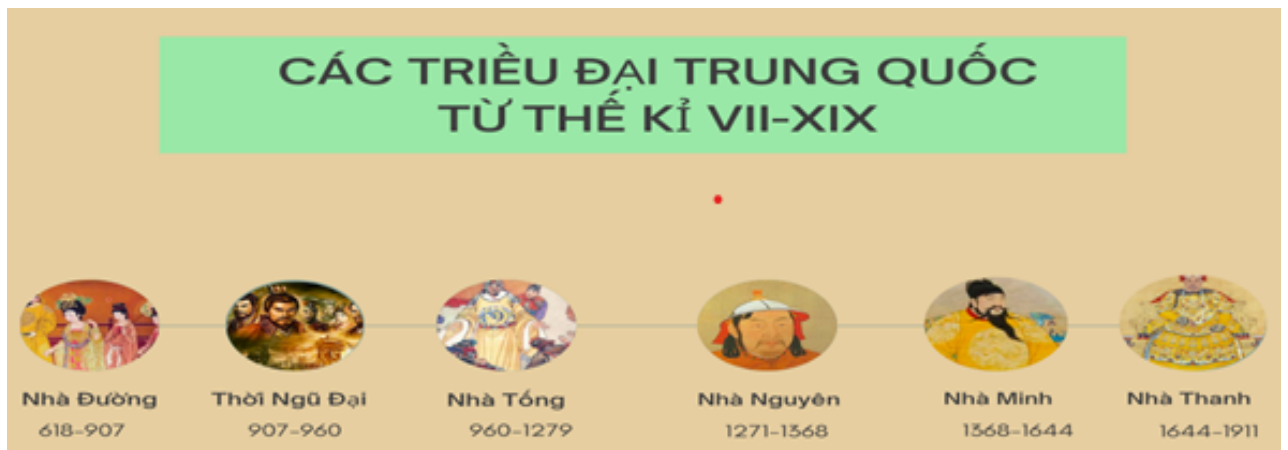 CÁC TRIỀU ĐẠI TRUNG QUỐC
TỪ THẾ KỈ VII-XIX
Nhà Đường
Thời Ngũ Đại
Nhà Tống
Nhà Nguyên
Nhà Minh
Nhà Thanh
618-907
907-960
960-1279
1271-1368
1368-1644
1644-1911